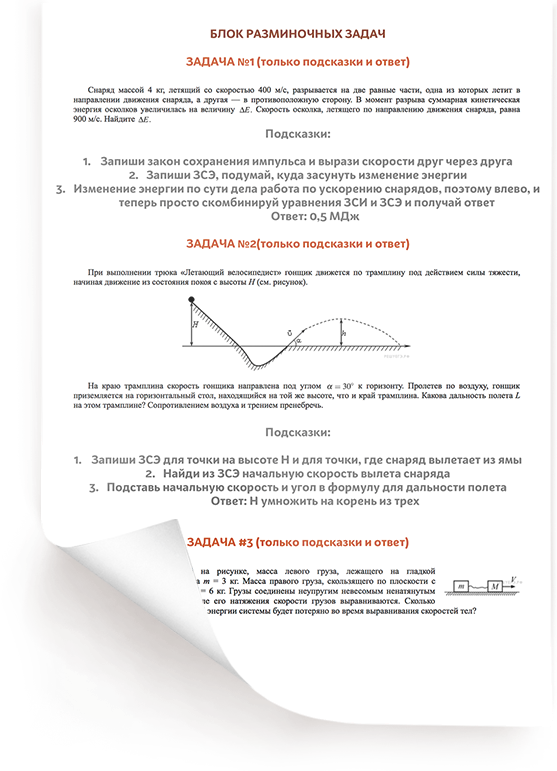 БЛОК РАЗМИНОЧНЫХ ЗАДАЧ
ЗАДАЧА №1 (только подсказки и ответ)
Снаряд массой 4 кг, летящий со скоростью 400 м/с, разрывается на две равные части, одна из которых летит в
направлении движения снаряда, а другая — в противоположную сторону. В момент разрыва суммарная кинетическая
энергия осколков увеличилась на величину ΔE. Скорость осколка, летящего по направлению движения снаряда, равна
900 м/с. Найдите ΔE.
Подсказки:
1. Запиши закон сохранения импульса и вырази скорости друг через друга
2. Запиши ЗСЭ, подумай, куда засунуть изменение энергии
3. Изменение энергии по сути дела работа по ускорению снарядов, поэтому влево, и
теперь просто скомбинируй уравнения ЗСИ и ЗСЭ и получай ответ
Ответ: 0,5 МДж
ЗАДАЧА №2(только подсказки и ответ)
При выполнении трюка «Летающий велосипедист» гонщик движется по трамплину под действием силы тяжести,
начиная движение из состояния покоя с высоты H (см. рисунок).
H
α
h
На краю трамплина скорость гонщика направлена под углом α = 30° к горизонту. Пролетев по воздуху, гонщик
приземляется на горизонтальный стол, находящийся на той же высоте, что и край трамплина. Какова дальность полета L
на этом трамплине? Сопротивлением воздуха и трением пренебречь.
Подсказки:
1. Запиши ЗСЭ для точки на высоте Н и для точки, где снаряд вылетает из ямы
2. Найди из ЗСЭ начальную скорость вылета снаряда
3. Подставь начальную скорость и угол в формулу для дальности полета
Ответ: Н умножить на корень из трех
ЗАДАЧА #3 (только подсказки и ответ)
на рисунке, масса левого груза, лежащего на гладкой
m = 3 кг. Масса правого груза, скользящего по плоскости с
= 6 кг. Грузы соединены неупругим невесомым ненатянутым
его натяжения скорости грузов выравниваются. Сколько
энергии системы будет потеряно во время выравнивания скоростей тел?
m M V